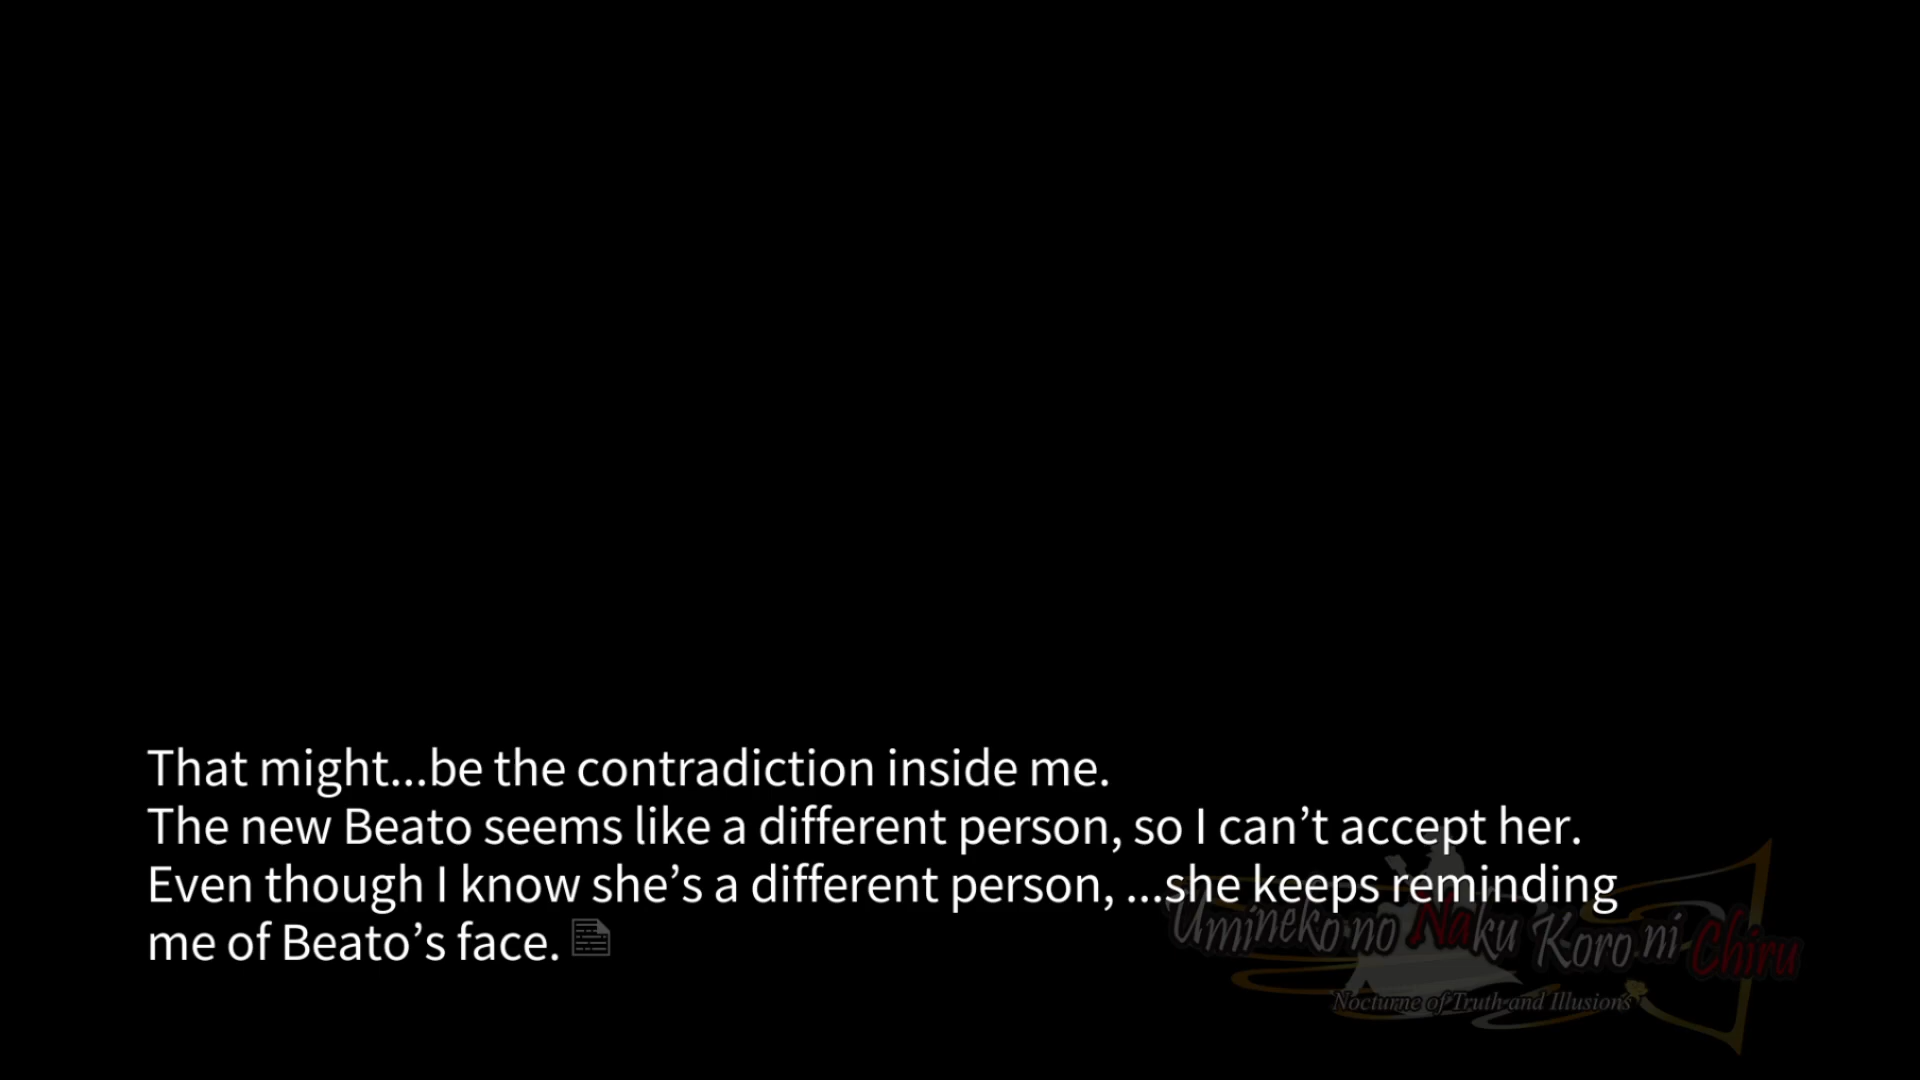 That might...be the contradiction inside me.
The new Beato seems like a different person, so I can’t accept her.
Even though I know she’s a different person, ...she keeps reminding
me of Beato’s face.
Umineko no Naku Koro ni Chiru
Nocturne of Truth and Illusions